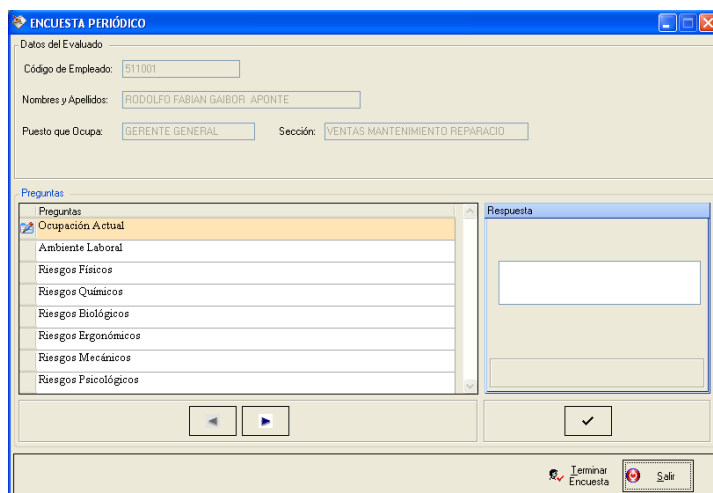 ENCUESTA PERIÓDICO
Datos del Evaluado
Código de Empleado: 511001
Nombres y Apellidos: RODOLFO FABIAN GAIBOR APONTE
Puesto que Ocupa: GERENTE GENERAL Sección: VENTAS MANTENIMIENTO REPARACIO
Preguntas
Preguntas Respuesta
Ocupación Actual
Ambiente Laboral
Riesgos Físicos
Riesgos Químicos
Riesgos Biológicos
Riesgos Ergonómicos
Riesgos Mecánicos
Riesgos Psicológicos
Terminar Encuesta
Salir